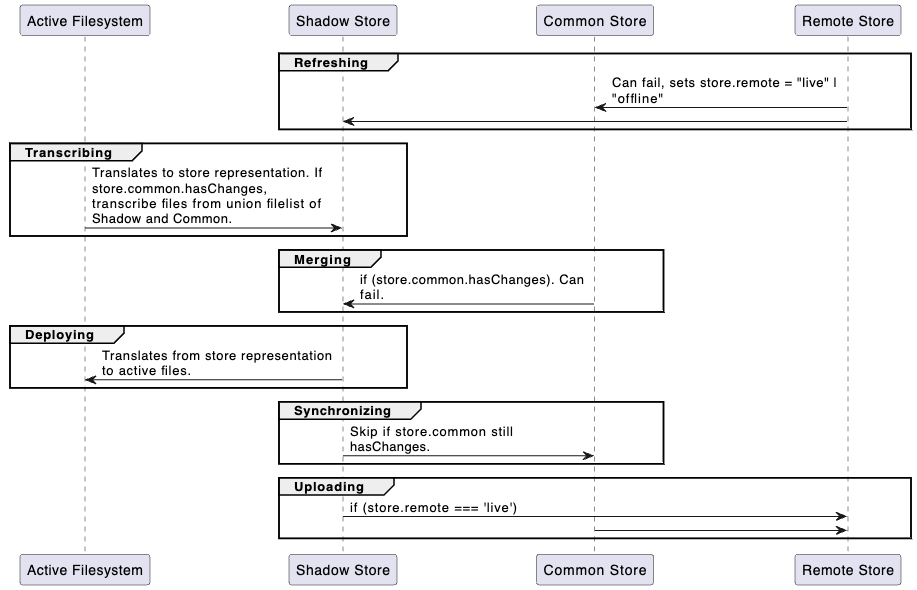 Active Filesystem
Shadow Store
Common Store
Remote Store
Refreshing
Can fail, sets store.remote = "live" |
"offline"
Transcribing
Translates to store representation. If
store.common.hasChanges,
transcribe files from union filelist of
Shadow and Common.
Merging
if (store.common.hasChanges). Can
fail.
Deploying
Translates from store representation
to active files.
Synchronizing
Skip if store.common still
hasChanges.
Uploading
if (store.remote === 'live')
Active Filesystem
Shadow Store
Common Store
Remote Store